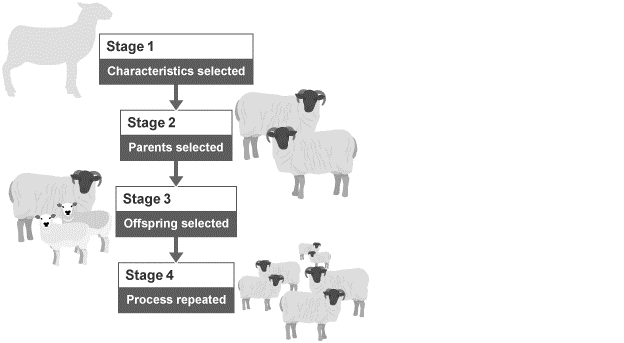 Stage 1
Characteristics selected
Stage 2
Parents selected
Stage 3
Offspring selected
Stage 4
Process repeated